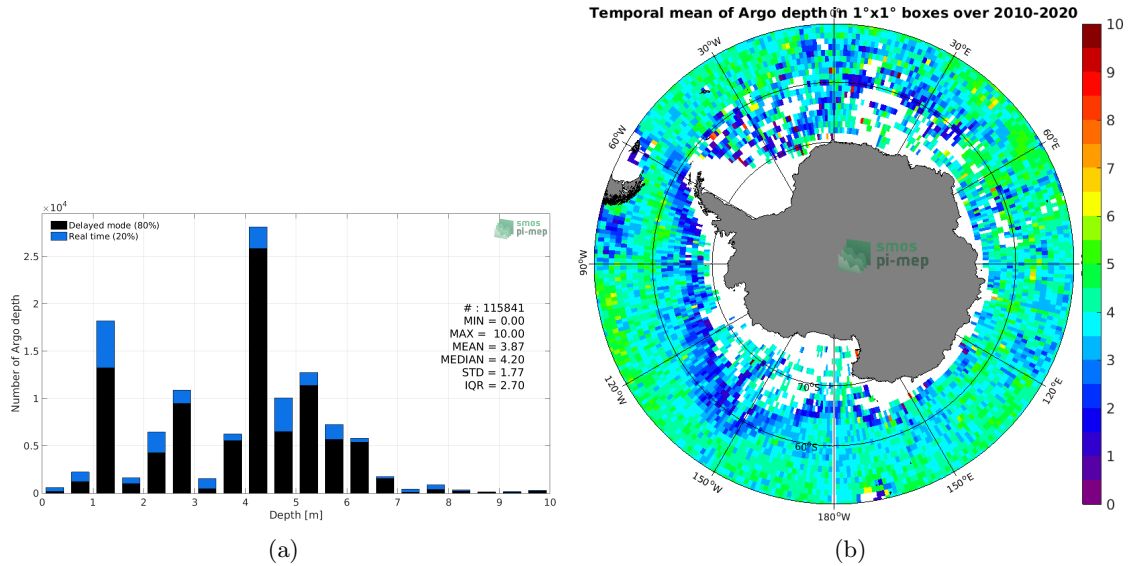 ×10⁴
Delayed mode (80%)
Real time (20%)
smos
pi-mep
# : 115841
MIN = 0.00
MAX = 10.00
MEAN = 3.87
MEDIAN = 4.20
STD = 1.77
IQR = 2.70
Number of Argo depth
2.5
2
1.5
1
0.5
0
0 1 2 3 4 5 6 7 8 9 10
Depth [m]
(a)
Temporal mean of Argo depth in 1°x1° boxes over 2010-2020
30°W
30°E
60°W
60°E
90°W
120°W
120°E
150°W
150°E
180°W
70°S
60°S
smos
pi-mep
10
9
8
7
6
5
4
3
2
1
0
(b)